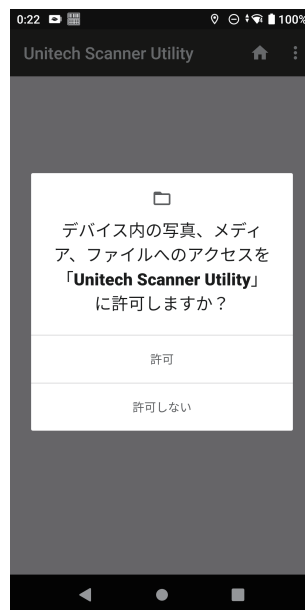 0:22
100%
Unitech Scanner Utility
デバイス内の写真、メディ
ア、ファイルへのアクセスを
「Unitech Scanner Utility」
に許可しますか？
許可
許可しない